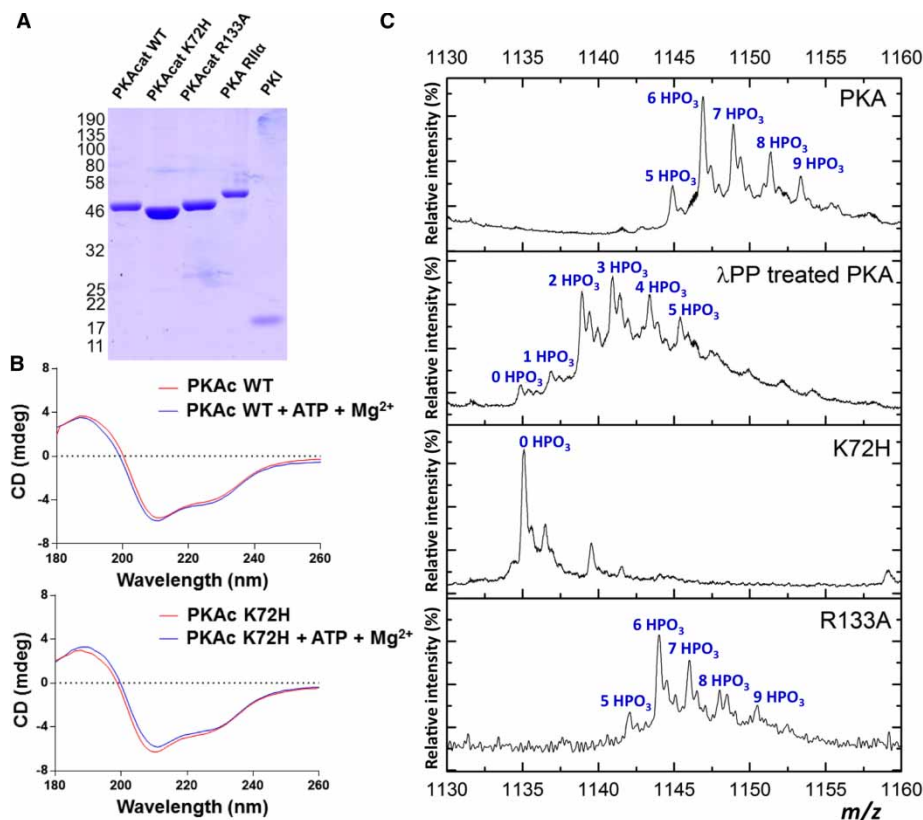 A
PKAcat WT
PKAcat K72H
PKAcat R133A
PKA RIIα
PKI
190
135
100
80
58
46
32
25
22
17
11
B
8
4
0
-4
-8
CD (mdeg)
PKAc WT
PKAc WT + ATP + Mg²⁺
180 200 220 240 260
Wavelength (nm)
8
4
0
-4
-8
CD (mdeg)
PKAc K72H
PKAc K72H + ATP + Mg²⁺
180 200 220 240 260
Wavelength (nm)
C
1130 1135 1140 1145 1150 1155 1160
Relative intensity (%)
PKA
5 HPO₃
6 HPO₃
7 HPO₃
8 HPO₃
9 HPO₃
Relative intensity (%)
λPP treated PKA
0 HPO₃
1 HPO₃
2 HPO₃
3 HPO₃
4 HPO₃
5 HPO₃
Relative intensity (%)
K72H
0 HPO₃
Relative intensity (%)
R133A
5 HPO₃
6 HPO₃
7 HPO₃
8 HPO₃
9 HPO₃
1130 1135 1140 1145 1150 1155 1160
m/z